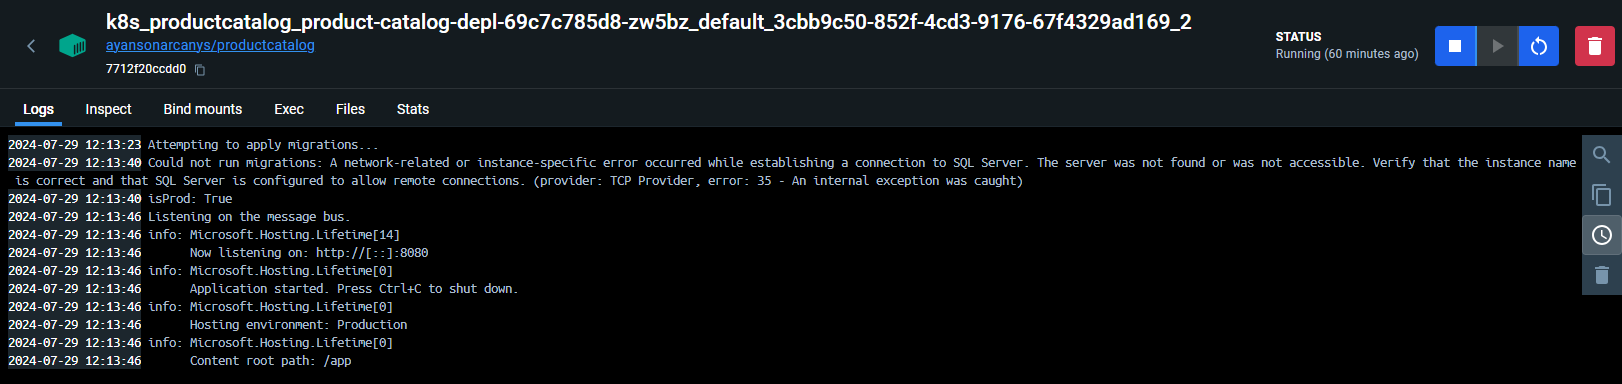 k8s_productcatalog_product-catalog-depl-69c7c785d8-zw5bz_default_3cbb9c50-852f-4cd3-9176-67f4329ad169_2
ayansonarcanys/productcatalog
7712f20ccdd0
STATUS
Running (60 minutes ago)
Logs Inspect Bind mounts Exec Files Stats
2024-07-29 12:13:23 Attempting to apply migrations...
2024-07-29 12:13:40 Could not run migrations: A network-related or instance-specific error occurred while establishing a connection to SQL Server. The server was not found or was not accessible. Verify that the instance name
is correct and that SQL Server is configured to allow remote connections. (provider: TCP Provider, error: 35 - An internal exception was caught)
2024-07-29 12:13:40 isProd: True
2024-07-29 12:13:46 Listening on the message bus.
2024-07-29 12:13:46 info: Microsoft.Hosting.Lifetime[14]
2024-07-29 12:13:46       Now listening on: http://[::]:8080
2024-07-29 12:13:46 info: Microsoft.Hosting.Lifetime[0]
2024-07-29 12:13:46       Application started. Press Ctrl+C to shut down.
2024-07-29 12:13:46 info: Microsoft.Hosting.Lifetime[0]
2024-07-29 12:13:46       Hosting environment: Production
2024-07-29 12:13:46 info: Microsoft.Hosting.Lifetime[0]
2024-07-29 12:13:46       Content root path: /app